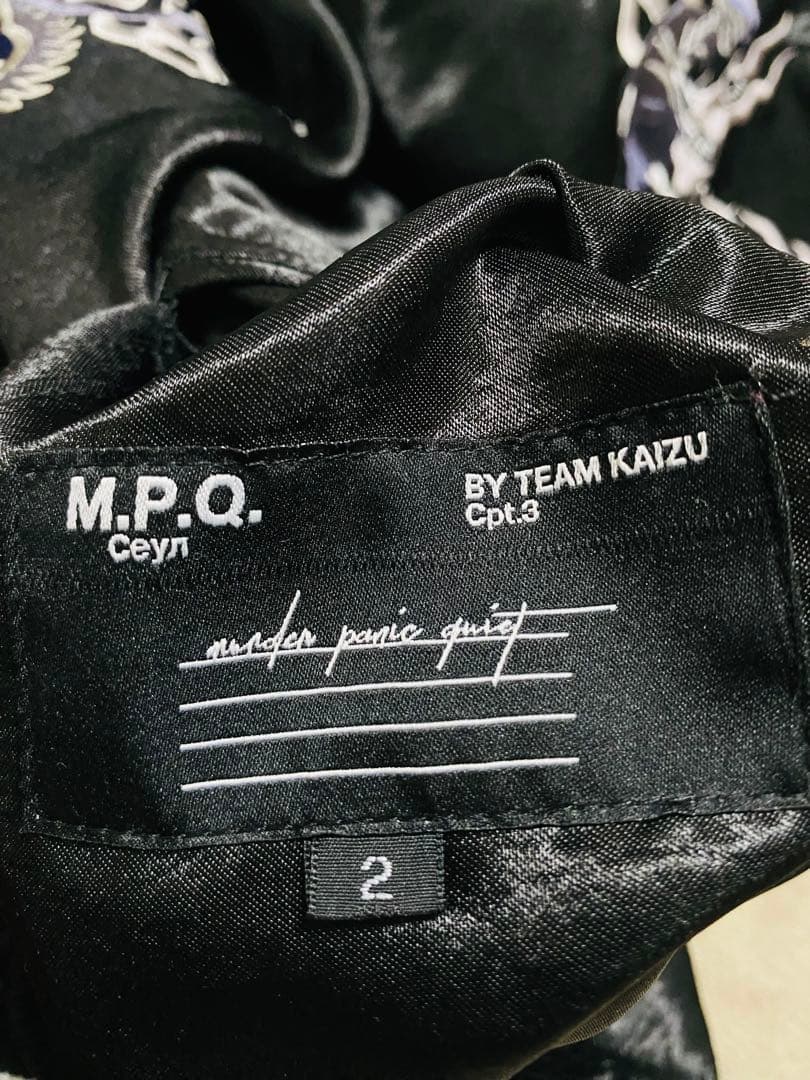 M.P.Q.
Сеул
BY TEAM KAIZU
Cpt.3
murder panic quiet
2